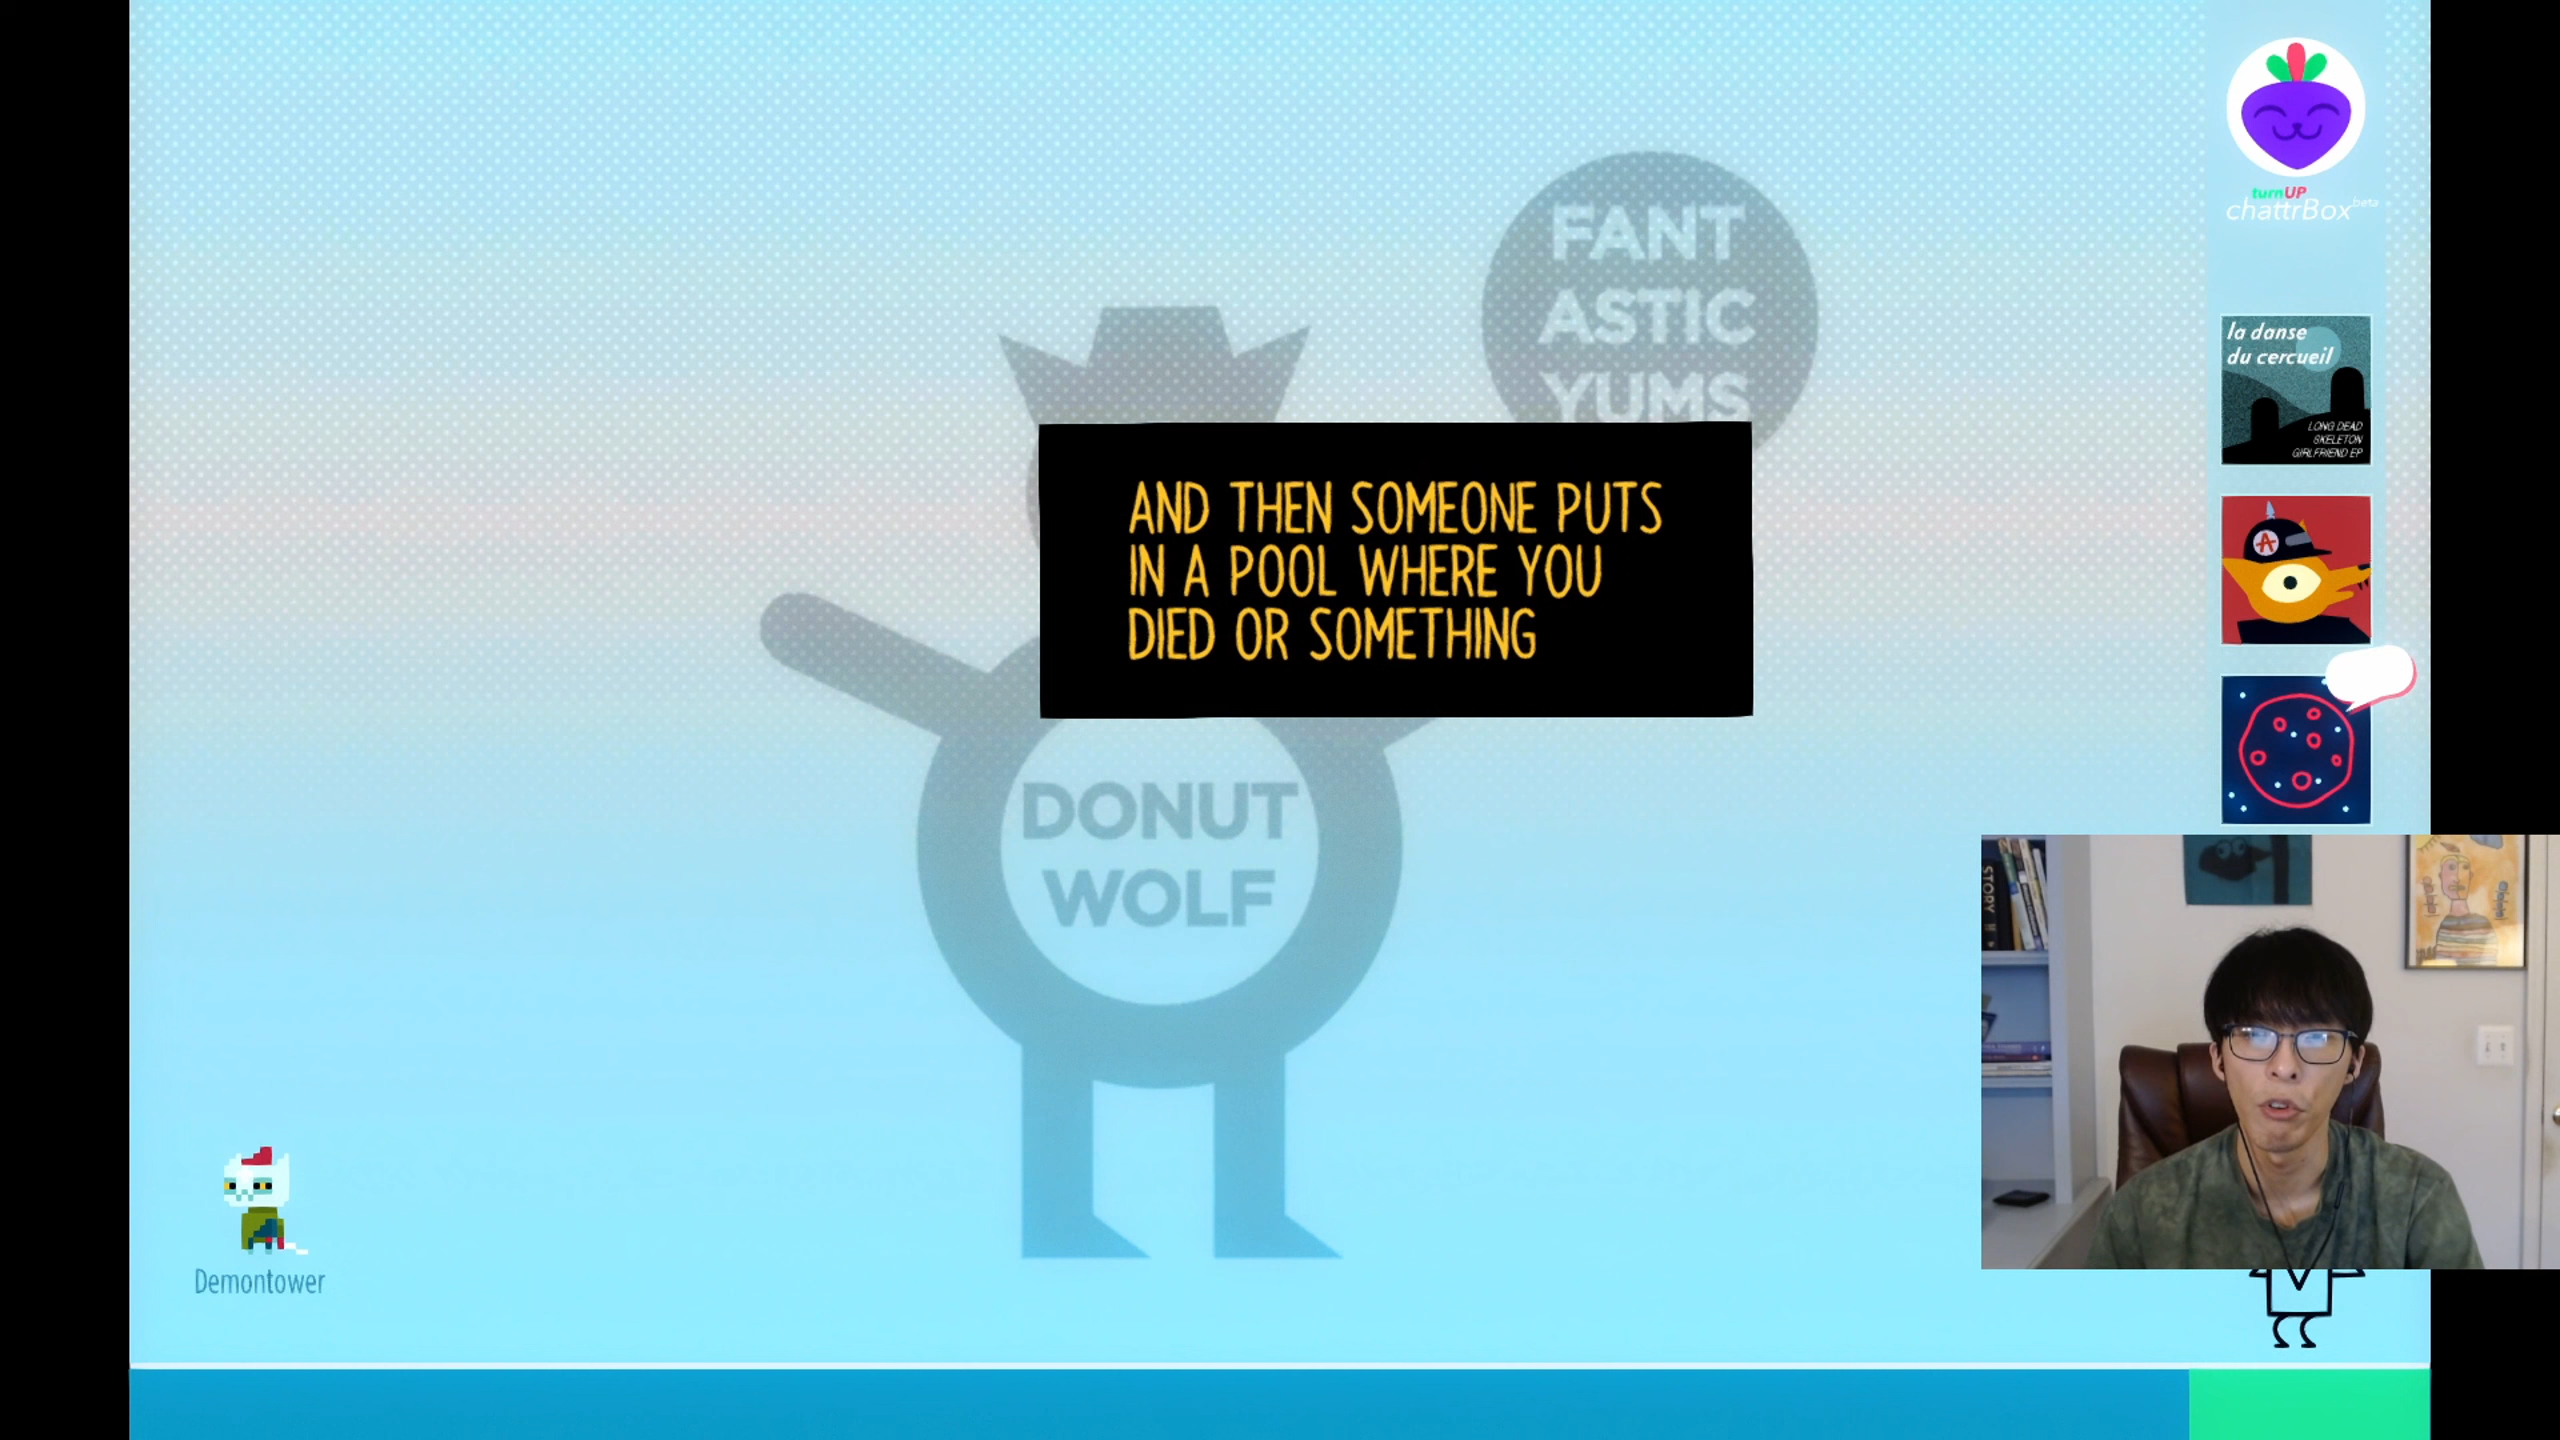 FANT
ASTIC
YUMS
AND THEN SOMEONE PUTS
IN A POOL WHERE YOU
DIED OR SOMETHING
DONUT
WOLF
Demontower
turnUP
chattrBox beta
la danse
du cercueil
LONG DEAD
SKELETON
GIRLFRIEND EP
A
STORY